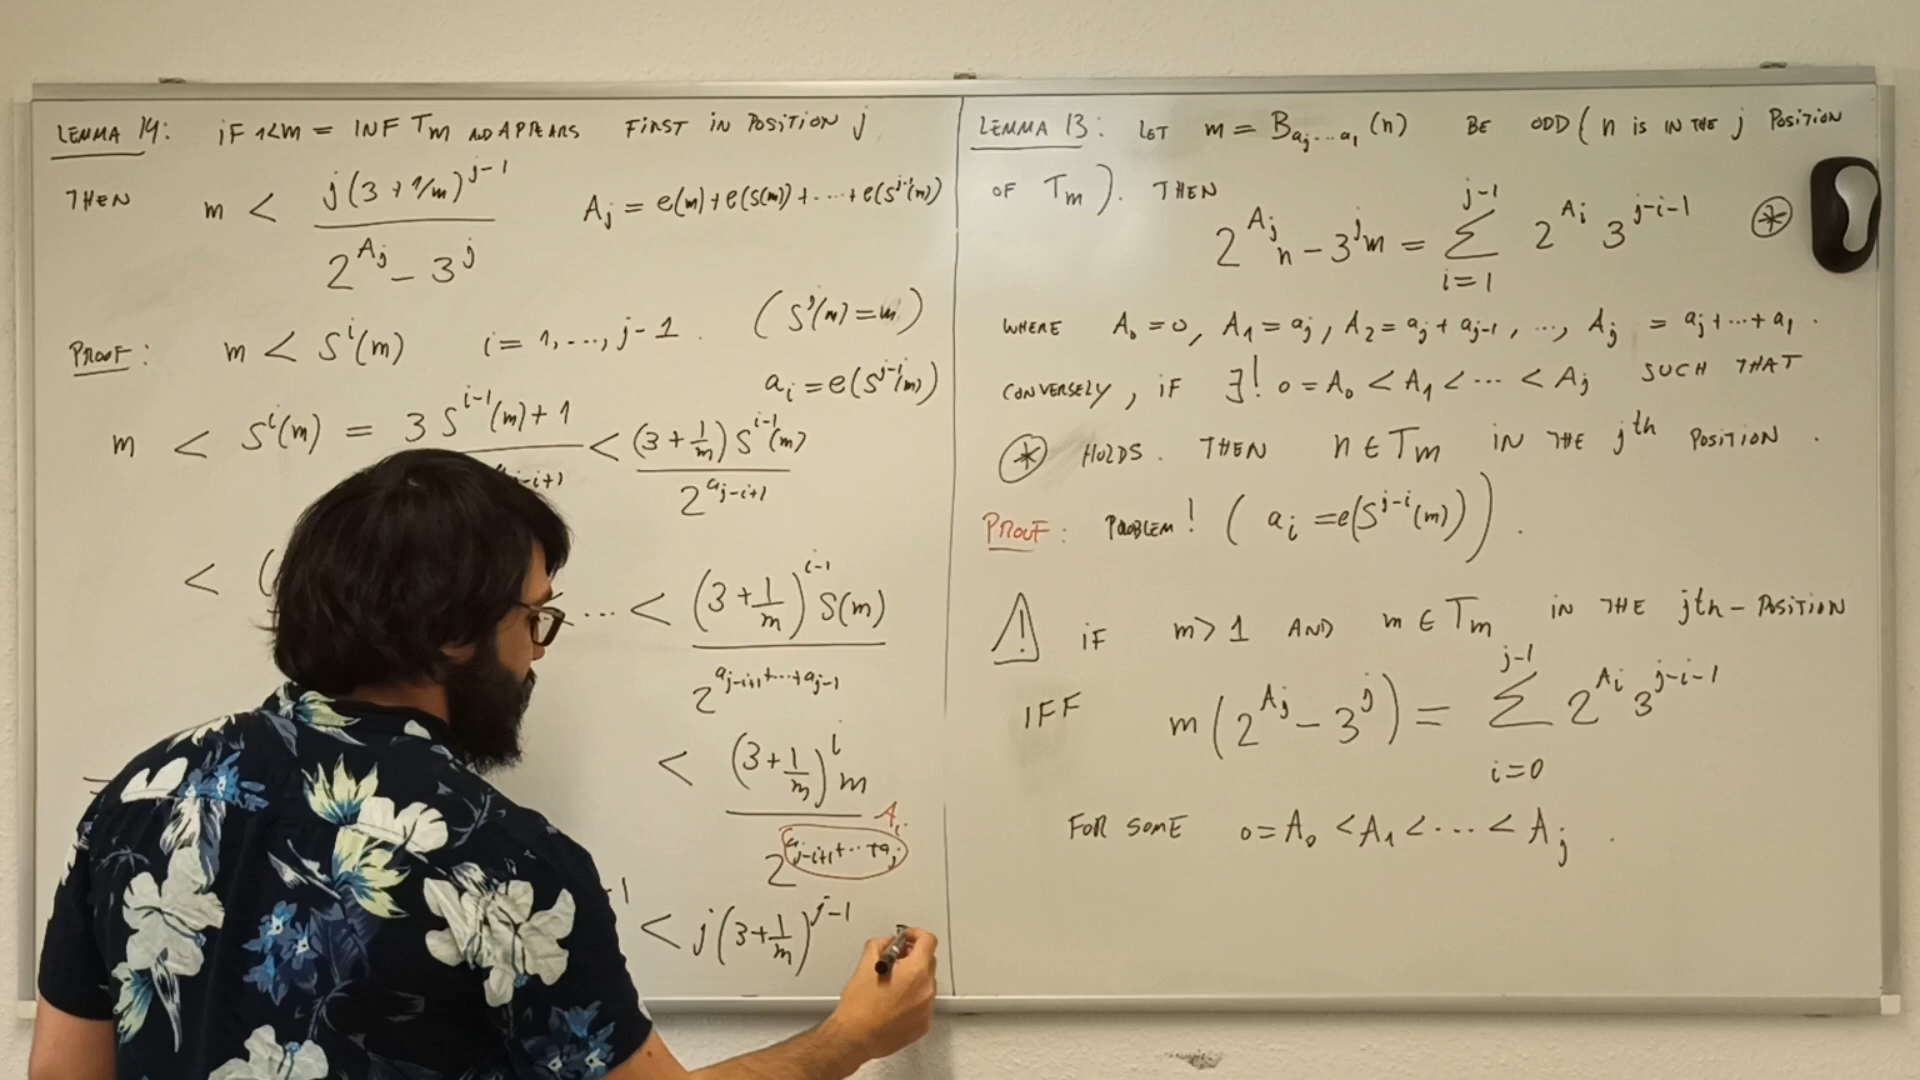 LEMMA 14: iF 1<m = INF T_m AND APPEARS FIRST IN POSITION j
THEN m < j(3+1/m)^{j-1} / (2^{A_j} - 3^j)    A_j = e(m)+e(S(m))+...+e(S^{j-1}(m))
PROOF: m < S^i(m)   i=1,...,j-1.   (S^j(m)=m)
a_i = e(S^{j-i}(m))
m < S^i(m) = (3S^{i-1}(m)+1) / -i+1) < (3+1/m) S^{i-1}(m) / 2^{a_{j-i+1}}
< ( ... < (3+1/m)^{i-1} S(m) / 2^{a_{j-i+1}+...+a_{j-1}}
< (3+1/m)^i m / 2^{a_{j-i+1}+...+a_j} A_i
-1 < j(3+1/m)^{j-1}
LEMMA 13: LET m = B_{a_j...a_1}(n) BE ODD (n IS IN THE j POSITION
OF T_m). THEN
2^{A_j} n - 3^j m = Σ_{i=1}^{j-1} 2^{A_i} 3^{j-i-1}   (*)
WHERE A_0=0, A_1=a_j, A_2=a_j+a_{j-1}, ..., A_j = a_j+...+a_1.
CONVERSELY, iF ∃! 0=A_0<A_1<...<A_j SUCH THAT
(*) HOLDS. THEN n∈T_m IN THE j^{th} POSITION.
PROOF: PROBLEM! (a_i = e(S^{j-i}(m))).
! iF m>1 AND m∈T_m IN THE jth-POSITION
IFF m(2^{A_j} - 3^j) = Σ_{i=0}^{j-1} 2^{A_i} 3^{j-i-1}
FOR SOME 0=A_0<A_1<...<A_j.